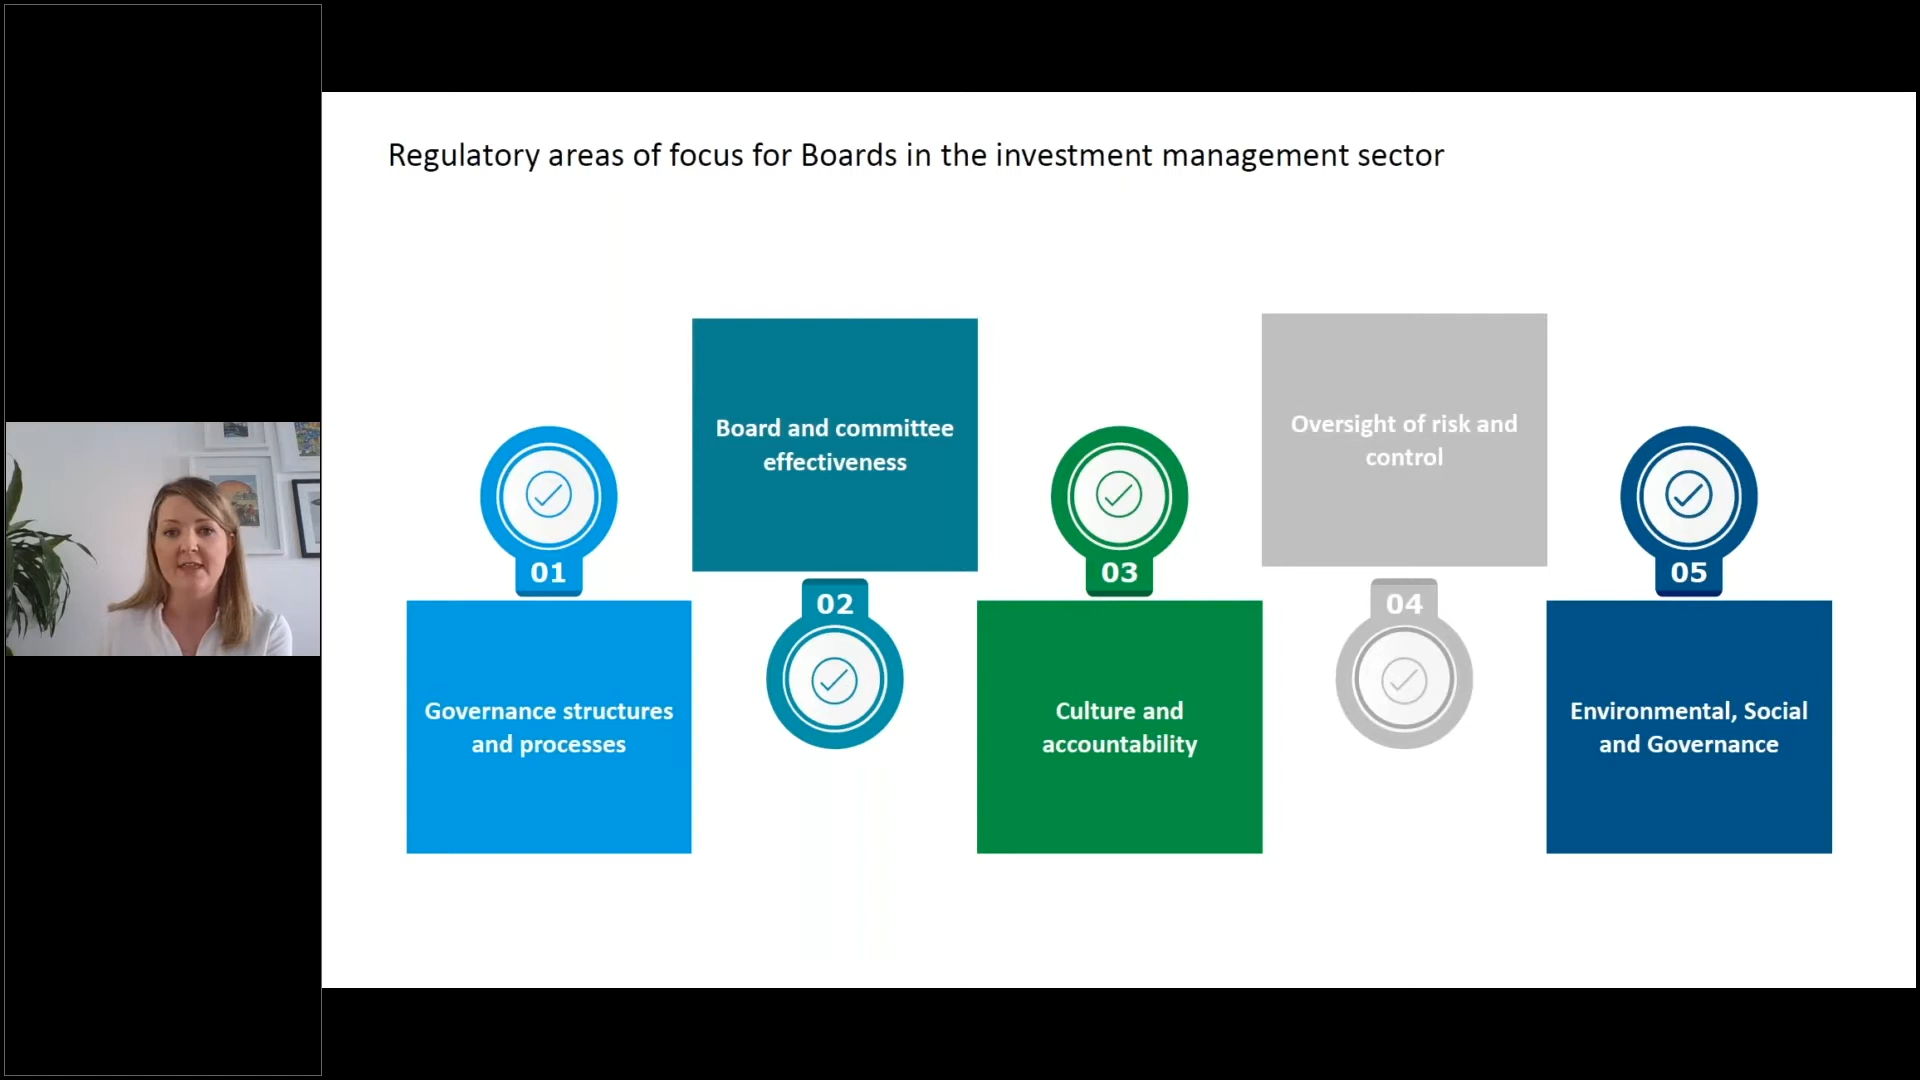 Regulatory areas of focus for Boards in the investment management sector
01
Governance structures
and processes
Board and committee
effectiveness
02
03
Culture and
accountability
Oversight of risk and
control
04
05
Environmental, Social
and Governance